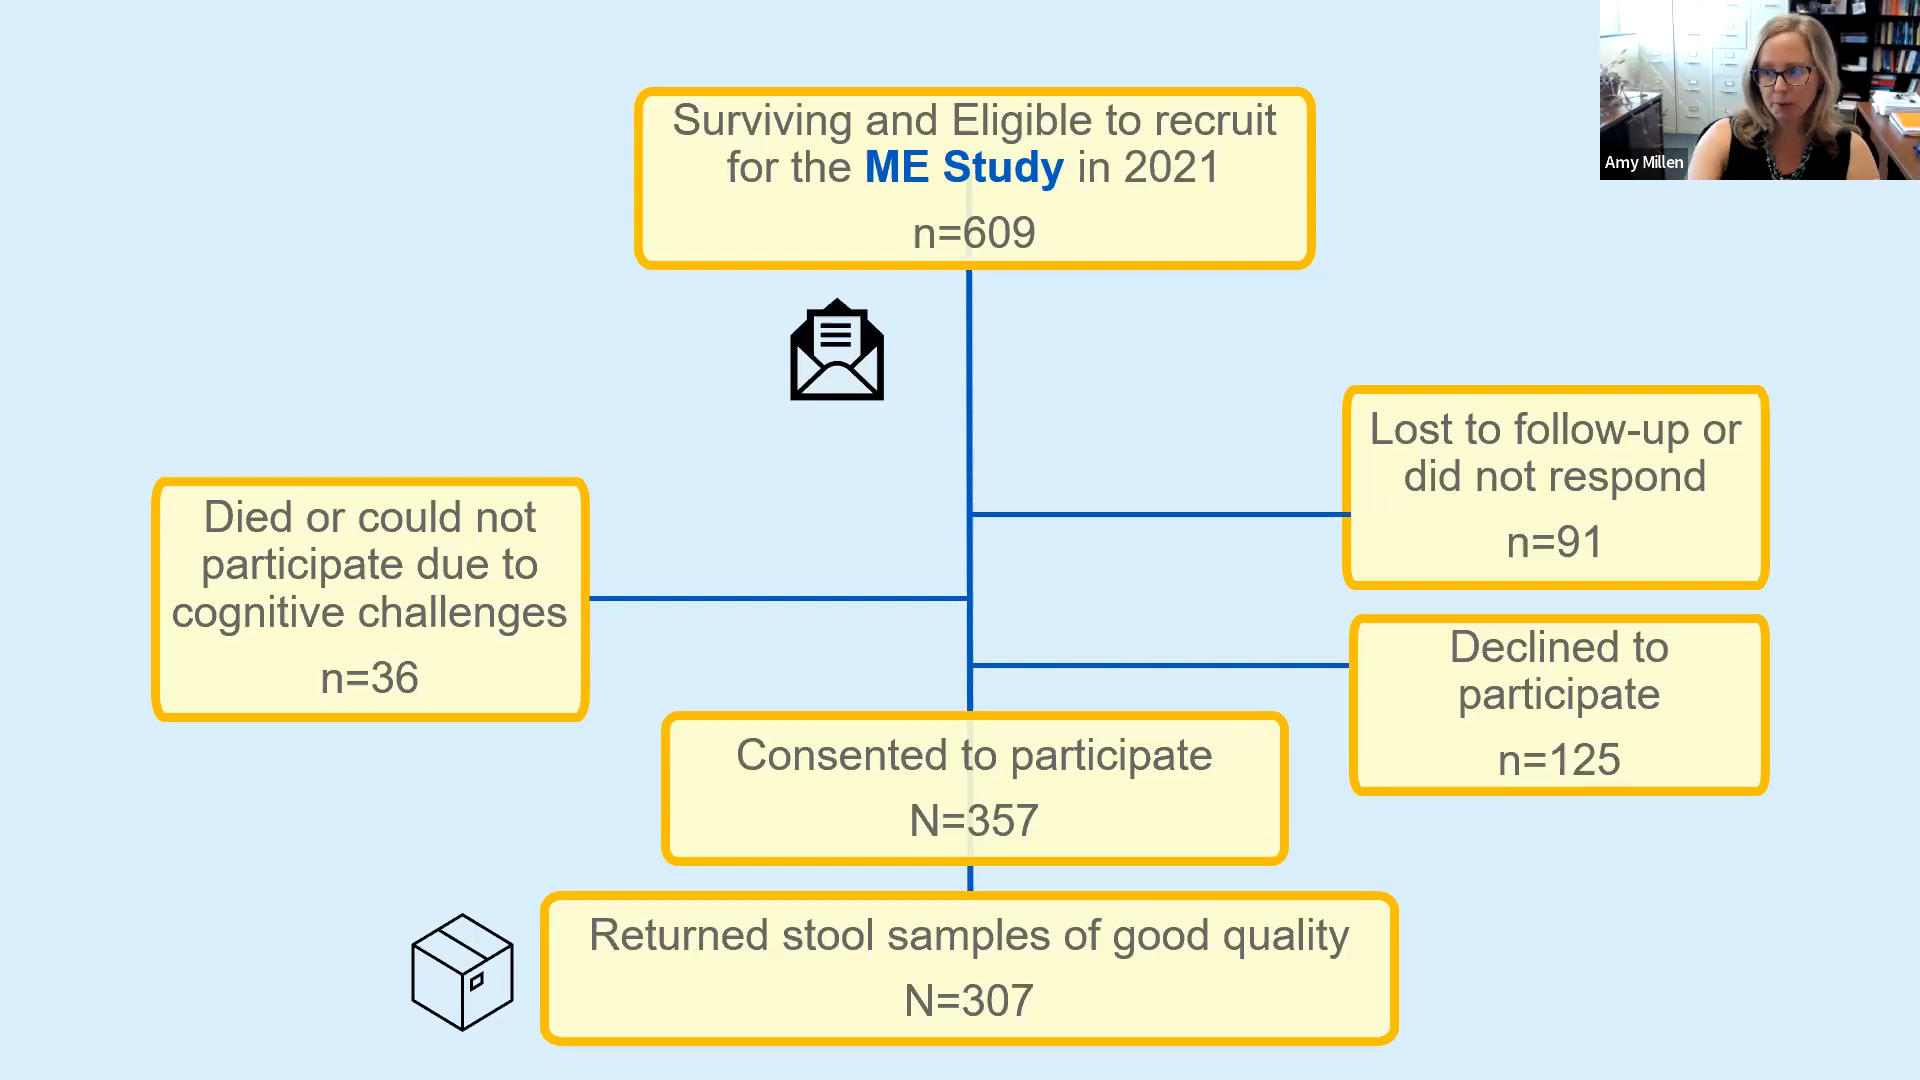 Surviving and Eligible to recruit
for the ME Study in 2021
n=609
Amy Millen
Lost to follow-up or
did not respond
n=91
Died or could not
participate due to
cognitive challenges
n=36
Declined to
participate
n=125
Consented to participate
N=357
Returned stool samples of good quality
N=307